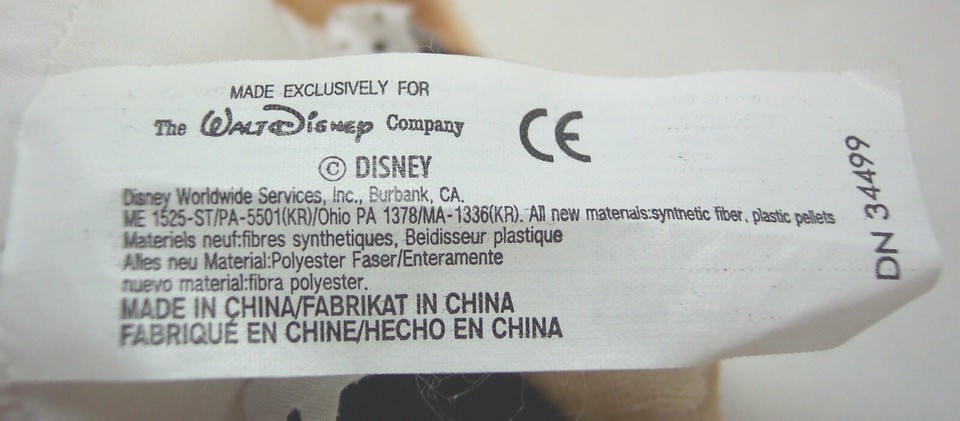 MADE EXCLUSIVELY FOR
The WALT DISNEY Company
CE
© DISNEY
Disney Worldwide Services, Inc., Burbank, CA.
ME 1525-ST/PA-5501(KR)/Ohio PA 1378/MA-1336(KR). All new materials:synthetic fiber, plastic pellets
Materiels neuf:fibres synthetiques, Beidisseur plastique
Alles neu Material:Polyester Faser/Enteramente
nuevo material:fibra polyester.
MADE IN CHINA/FABRIKAT IN CHINA
FABRIQUÉ EN CHINE/HECHO EN CHINA
DN 34499